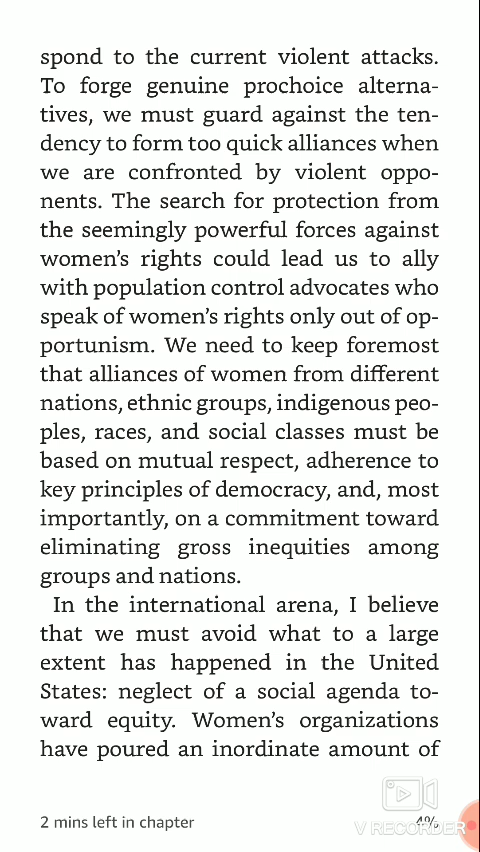 spond to the current violent attacks.
To forge genuine prochoice alterna-
tives, we must guard against the ten-
dency to form too quick alliances when
we are confronted by violent oppo-
nents. The search for protection from
the seemingly powerful forces against
women's rights could lead us to ally
with population control advocates who
speak of women's rights only out of op-
portunism. We need to keep foremost
that alliances of women from different
nations, ethnic groups, indigenous peo-
ples, races, and social classes must be
based on mutual respect, adherence to
key principles of democracy, and, most
importantly, on a commitment toward
eliminating gross inequities among
groups and nations.
In the international arena, I believe
that we must avoid what to a large
extent has happened in the United
States: neglect of a social agenda to-
ward equity. Women's organizations
have poured an inordinate amount of
2 mins left in chapter 4%
V RECORDER